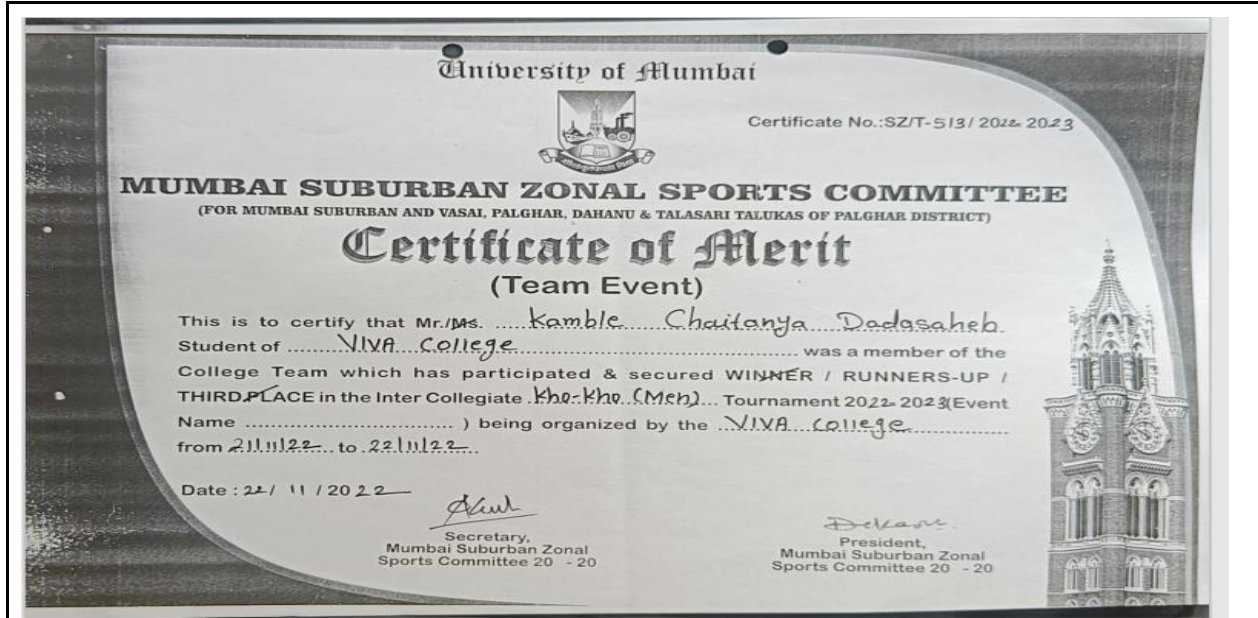 University of Mumbai
Certificate No.:SZ/T-513/ 2022-2023
MUMBAI SUBURBAN ZONAL SPORTS COMMITTEE
(FOR MUMBAI SUBURBAN AND VASAI, PALGHAR, DAHANU & TALASARI TALUKAS OF PALGHAR DISTRICT)
Certificate of Merit
(Team Event)
This is to certify that Mr./Ms. .....Kamble.....Chaitanya...Dadasaheb.
Student of ........VIVA...College.................................................. was a member of the
College Team which has participated & secured WINNER / RUNNERS-UP /
THIRD PLACE in the Inter Collegiate .Kho-Kho..(Men)... Tournament 2022-2023(Event
Name .............................. ) being organized by the ..VIVA...College...............
from 21/11/22... to .22/11/22....
Date : 22/ 11 / 2022
Secretary,
Mumbai Suburban Zonal
Sports Committee 20 - 20
President,
Mumbai Suburban Zonal
Sports Committee 20 - 20